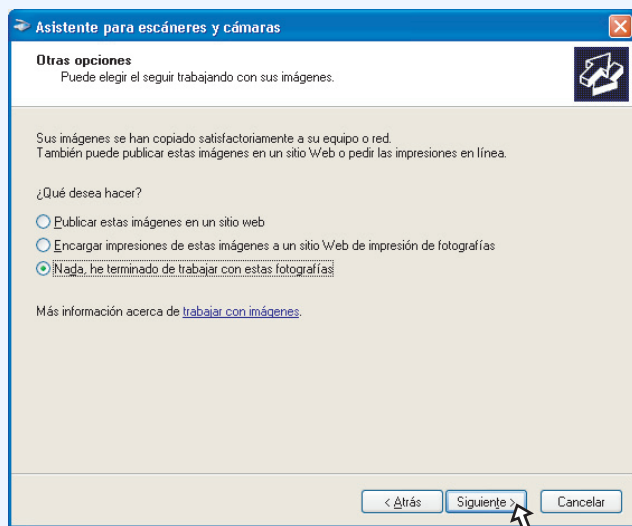 Asistente para escáneres y cámaras
Otras opciones
Puede elegir el seguir trabajando con sus imágenes.
Sus imágenes se han copiado satisfactoriamente a su equipo o red.
También puede publicar estas imágenes en un sitio Web o pedir las impresiones en línea.
¿Qué desea hacer?
Publicar estas imágenes en un sitio web
Encargar impresiones de estas imágenes a un sitio Web de impresión de fotografías
Nada, he terminado de trabajar con estas fotografías
Más información acerca de trabajar con imágenes.
< Atrás Siguiente > Cancelar